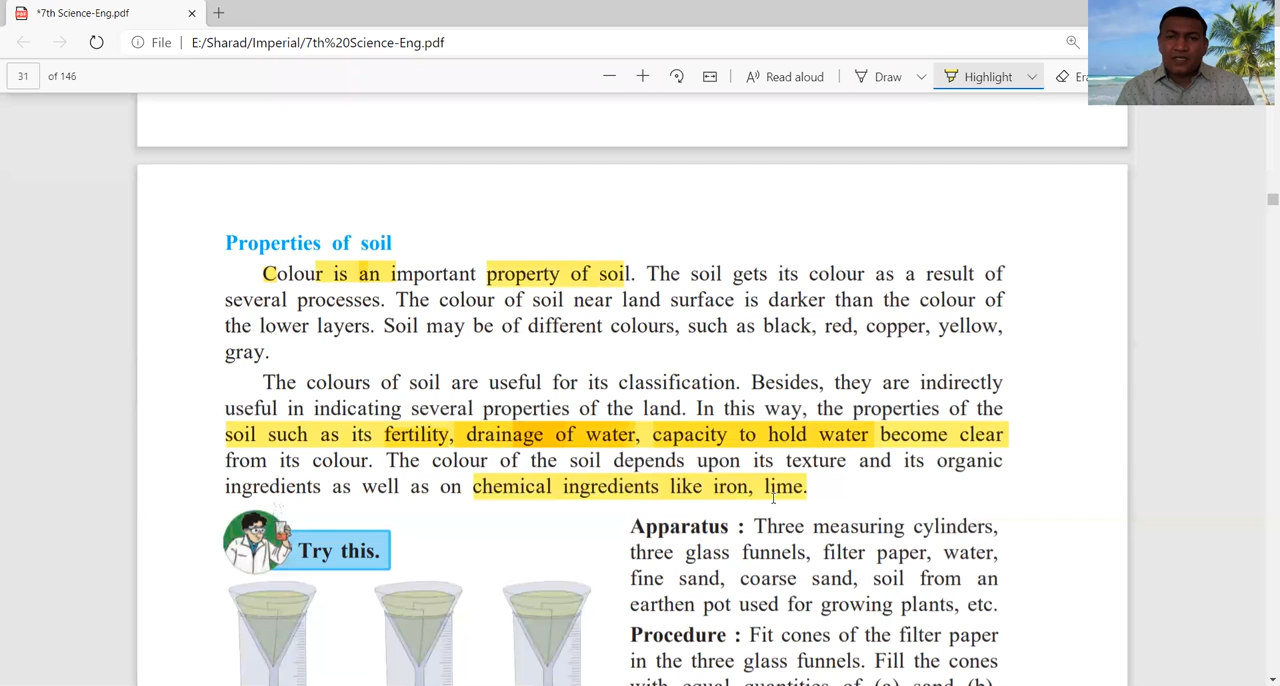 *7th Science-Eng.pdf
File | E:/Sharad/Imperial/7th%20Science-Eng.pdf
31 of 146 Read aloud Draw Highlight Era
Properties of soil
Colour is an important property of soil. The soil gets its colour as a result of
several processes. The colour of soil near land surface is darker than the colour of
the lower layers. Soil may be of different colours, such as black, red, copper, yellow,
gray.
The colours of soil are useful for its classification. Besides, they are indirectly
useful in indicating several properties of the land. In this way, the properties of the
soil such as its fertility, drainage of water, capacity to hold water become clear
from its colour. The colour of the soil depends upon its texture and its organic
ingredients as well as on chemical ingredients like iron, lime.
Try this.
Apparatus : Three measuring cylinders,
three glass funnels, filter paper, water,
fine sand, coarse sand, soil from an
earthen pot used for growing plants, etc.
Procedure : Fit cones of the filter paper
in the three glass funnels. Fill the cones
with equal quantities of (a) sand (b)